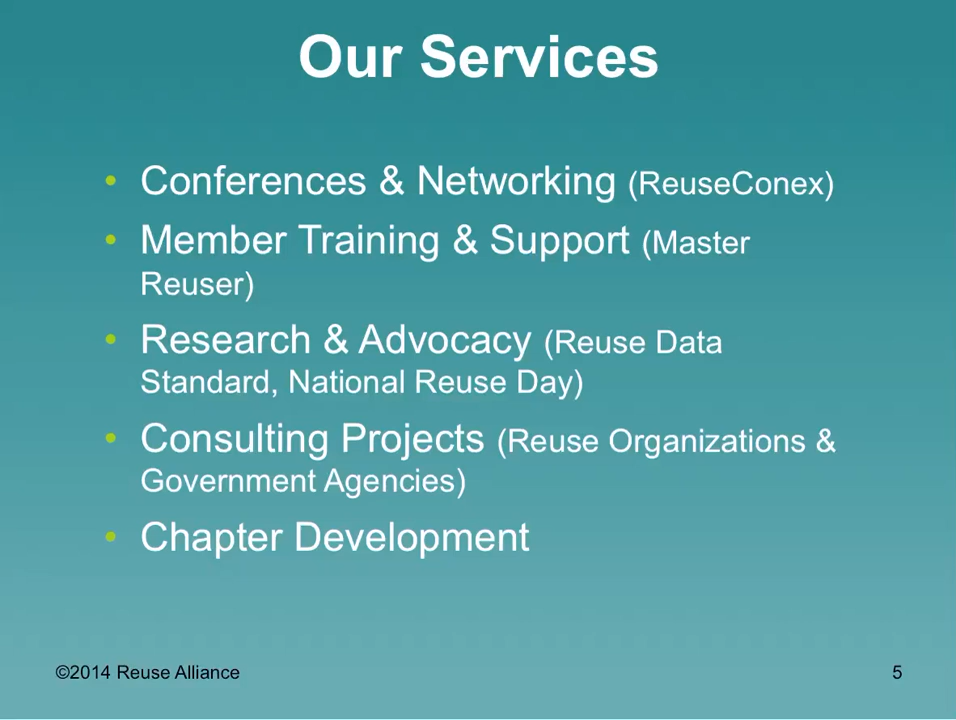 Our Services
• Conferences & Networking (ReuseConex)
• Member Training & Support (Master
Reuser)
• Research & Advocacy (Reuse Data
Standard, National Reuse Day)
• Consulting Projects (Reuse Organizations &
Government Agencies)
• Chapter Development
©2014 Reuse Alliance
5